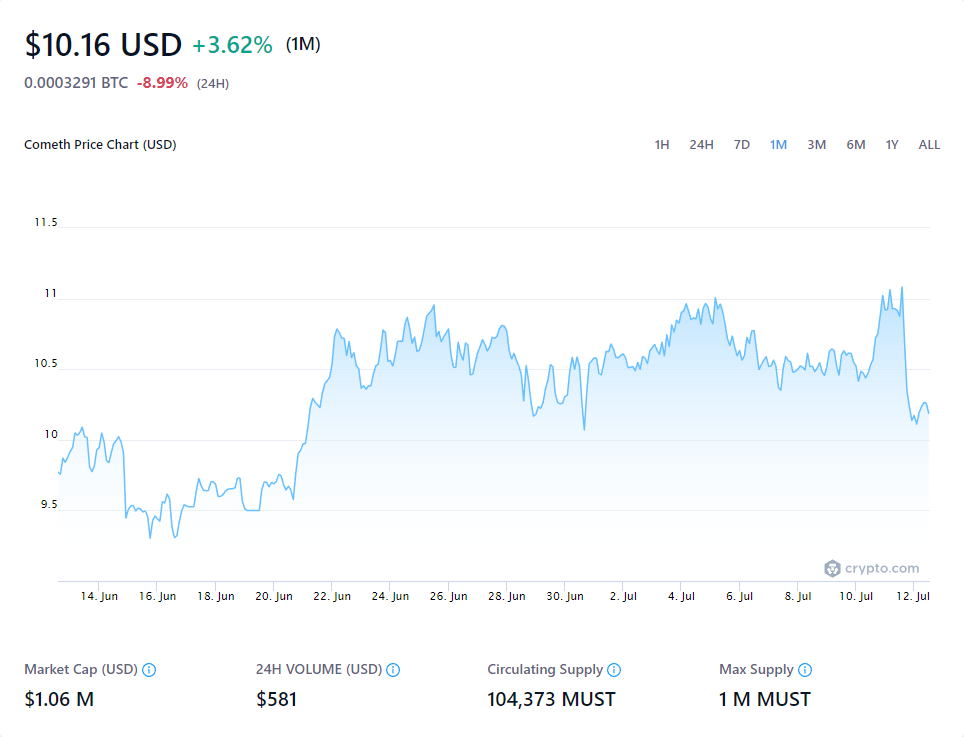 $10.16 USD +3.62% (1M)
0.0003291 BTC -8.99% (24H)
Cometh Price Chart (USD) 1H 24H 7D 1M 3M 6M 1Y ALL
11.5
11
10.5
10
9.5
crypto.com
14. Jun 16. Jun 18. Jun 20. Jun 22. Jun 24. Jun 26. Jun 28. Jun 30. Jun 2. Jul 4. Jul 6. Jul 8. Jul 10. Jul 12. Jul
Market Cap (USD) 24H VOLUME (USD) Circulating Supply Max Supply
$1.06 M $581 104,373 MUST 1 M MUST